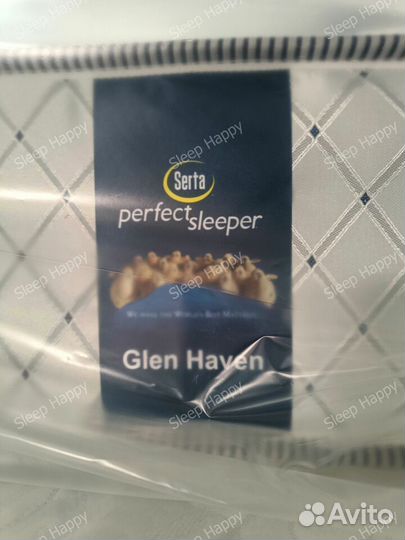 Serta
perfect sleeper
WE MAKE THE WORLD'S BEST MATTRESS
Glen Haven
Sleep Happy
Avito